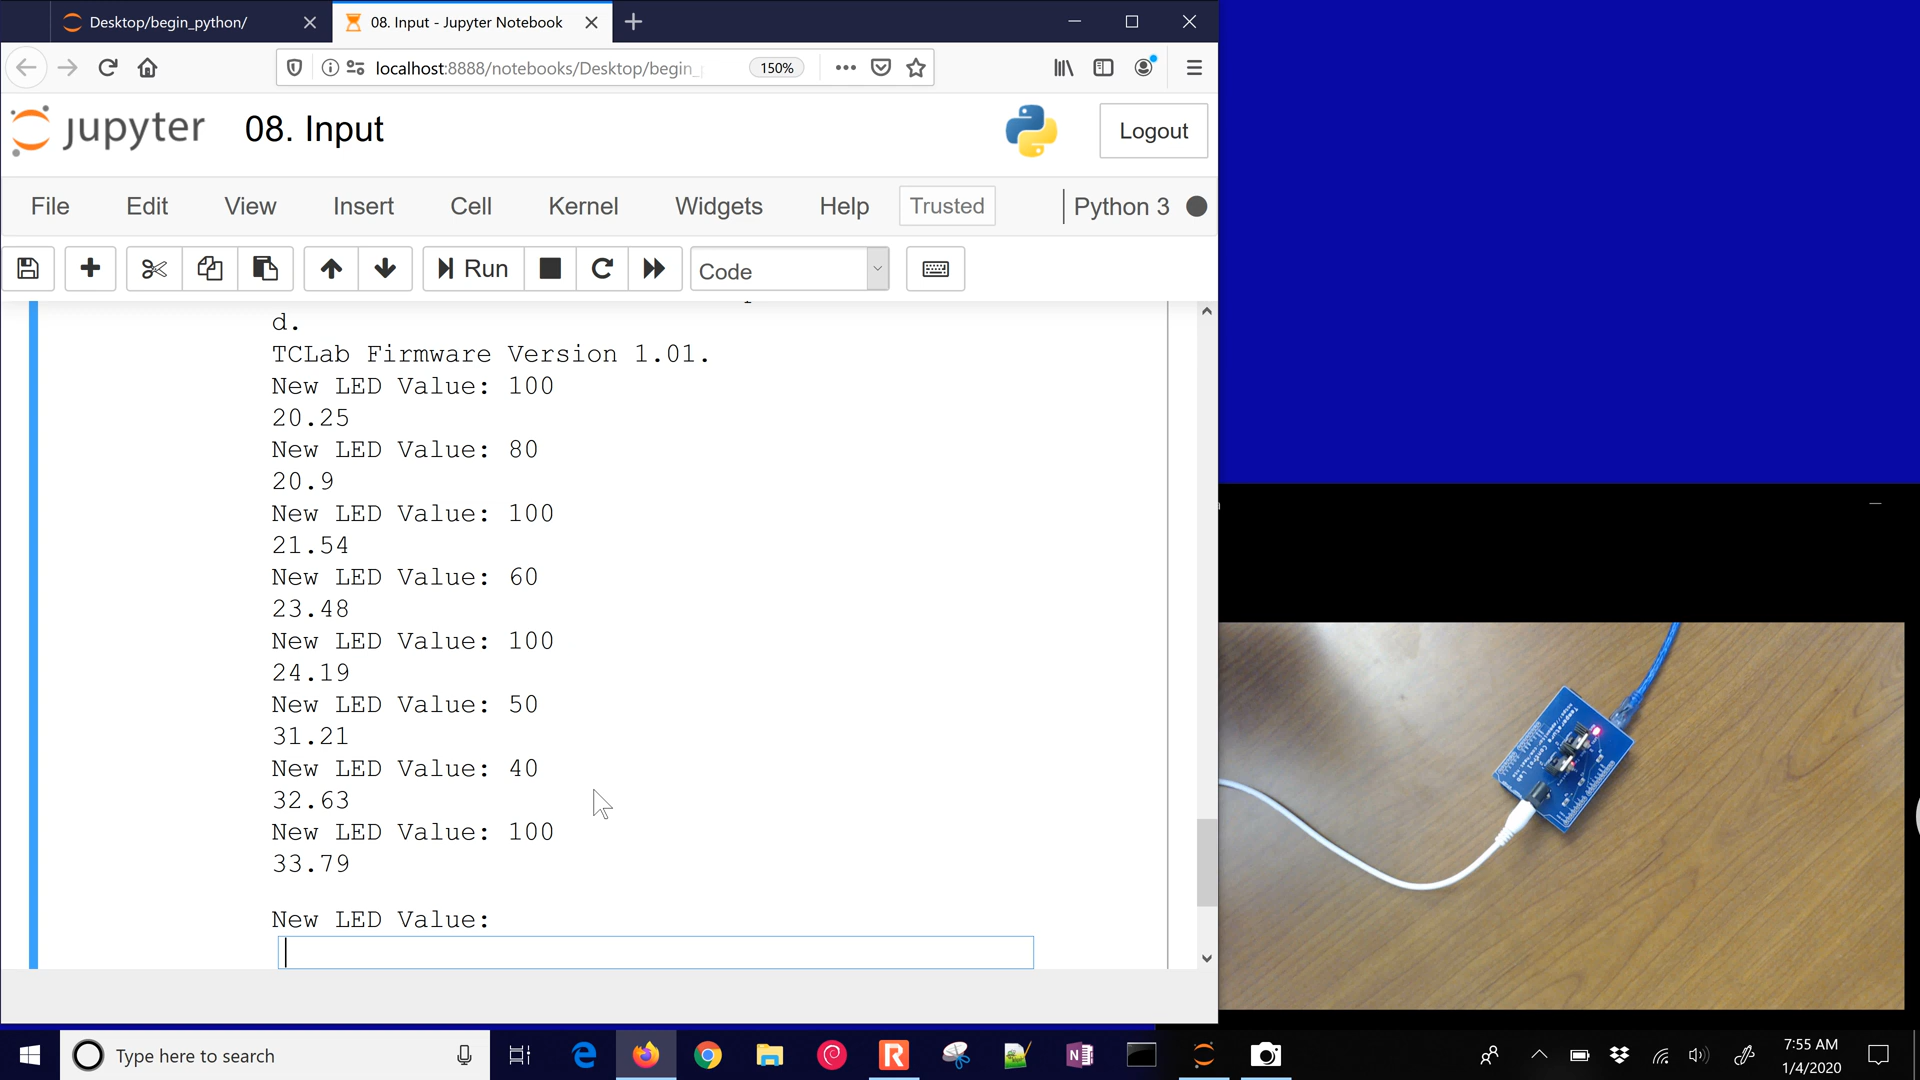 Desktop/begin_python/
08. Input - Jupyter Notebook
localhost:8888/notebooks/Desktop/begin_
150%
jupyter
08. Input
Logout
File
Edit
View
Insert
Cell
Kernel
Widgets
Help
Trusted
Python 3
Run
Code
d.
TCLab Firmware Version 1.01.
New LED Value: 100
20.25
New LED Value: 80
20.9
New LED Value: 100
21.54
New LED Value: 60
23.48
New LED Value: 100
24.19
New LED Value: 50
31.21
New LED Value: 40
32.63
New LED Value: 100
33.79
New LED Value:
Temperature Control Lab
Type here to search
7:55 AM
1/4/2020